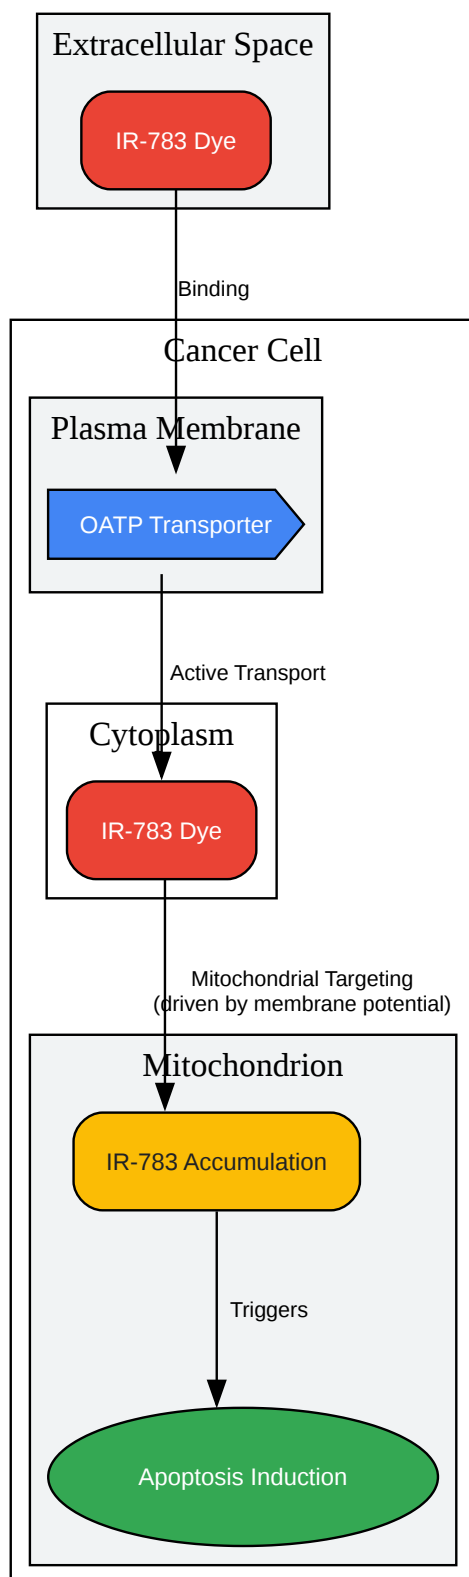 Extracellular Space
IR-783 Dye
Binding
Cancer Cell
Plasma Membrane
OATP Transporter
Active Transport
Cytoplasm
IR-783 Dye
Mitochondrial Targeting
(driven by membrane potential)
Mitochondrion
IR-783 Accumulation
Triggers
Apoptosis Induction